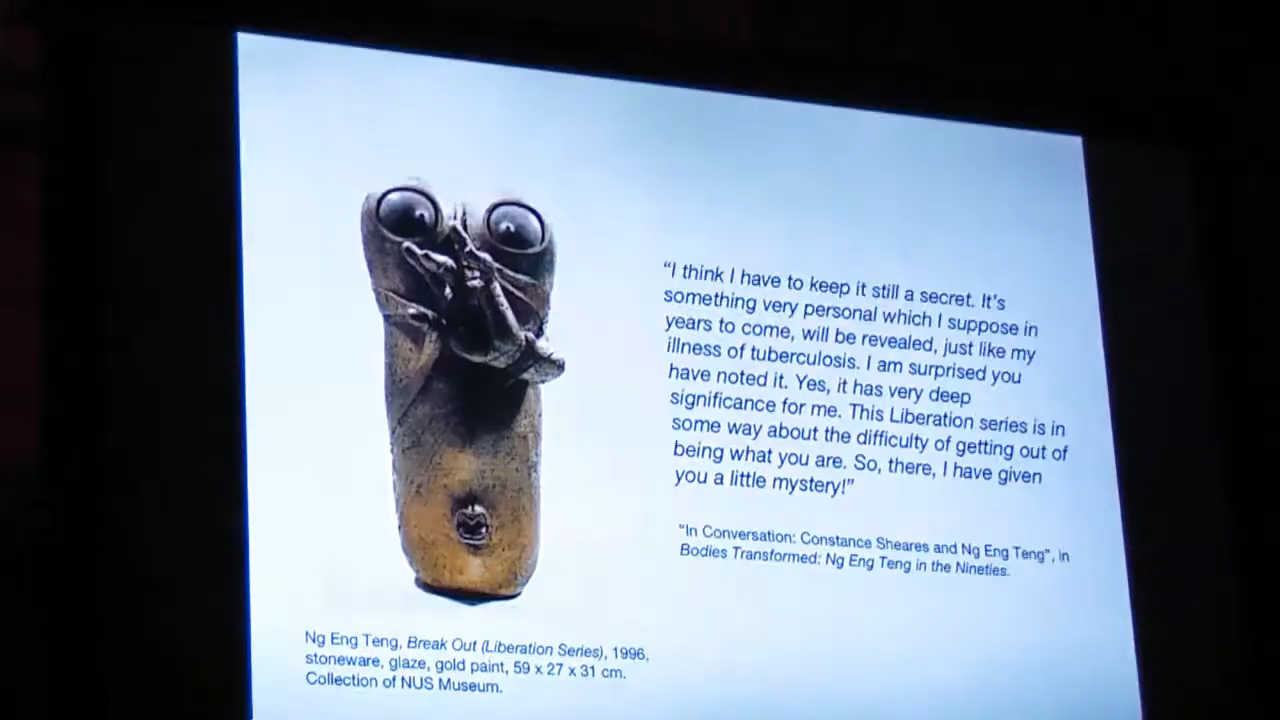 “I think I have to keep it still a secret. It’s
something very personal which I suppose in
years to come, will be revealed, just like my
illness of tuberculosis. I am surprised you
have noted it. Yes, it has very deep
significance for me. This Liberation series is in
some way about the difficulty of getting out of
being what you are. So, there, I have given
you a little mystery!”
“In Conversation: Constance Sheares and Ng Eng Teng”, in
Bodies Transformed: Ng Eng Teng in the Nineties.
Ng Eng Teng, Break Out (Liberation Series), 1996,
stoneware, glaze, gold paint, 59 x 27 x 31 cm.
Collection of NUS Museum.